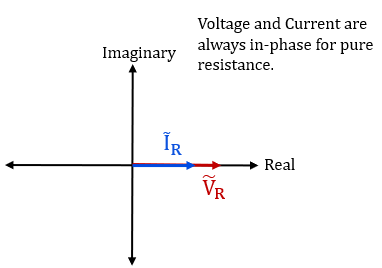 Voltage and Current are
always in-phase for pure
resistance.
Imaginary
Ĩ_R
Real
Ṽ_R